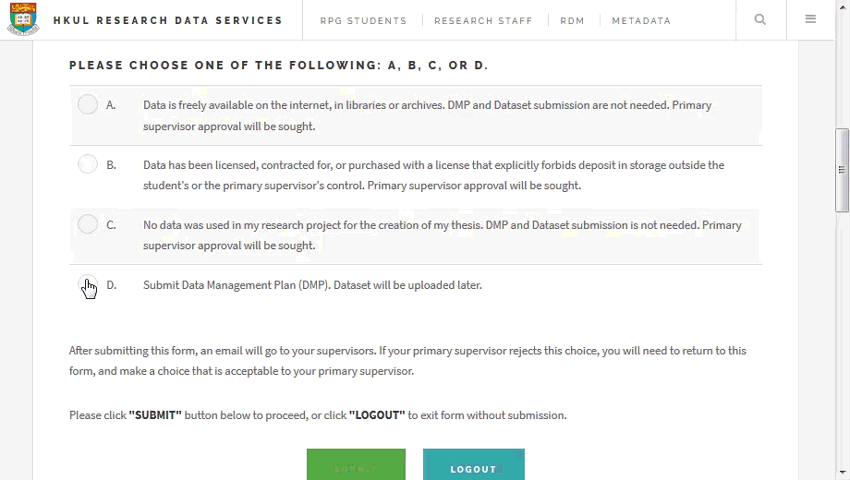 HKUL RESEARCH DATA SERVICES
RPG STUDENTS
RESEARCH STAFF
RDM
METADATA
PLEASE CHOOSE ONE OF THE FOLLOWING: A, B, C, OR D.
A. Data is freely available on the internet, in libraries or archives. DMP and Dataset submission are not needed. Primary
supervisor approval will be sought.
B. Data has been licensed, contracted for, or purchased with a license that explicitly forbids deposit in storage outside the
student's or the primary supervisor's control. Primary supervisor approval will be sought.
C. No data was used in my research project for the creation of my thesis. DMP and Dataset submission is not needed. Primary
supervisor approval will be sought.
D. Submit Data Management Plan (DMP). Dataset will be uploaded later.
After submitting this form, an email will go to your supervisors. If your primary supervisor rejects this choice, you will need to return to this
form, and make a choice that is acceptable to your primary supervisor.
Please click "SUBMIT" button below to proceed, or click "LOGOUT" to exit form without submission.
SUBMIT
LOGOUT